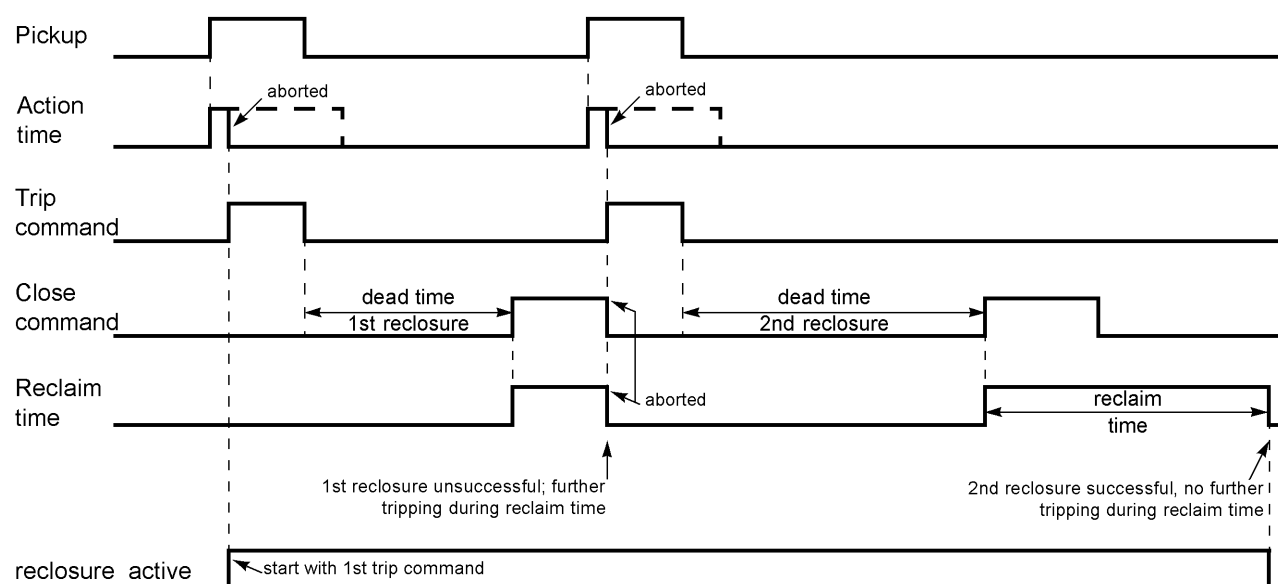 Pickup
Action
time
aborted
aborted
Trip
command
Close
command
dead time
1st reclosure
dead time
2nd reclosure
Reclaim
time
aborted
reclaim
time
1st reclosure unsuccessful; further
tripping during reclaim time
2nd reclosure successful, no further
tripping during reclaim time
reclosure active
start with 1st trip command